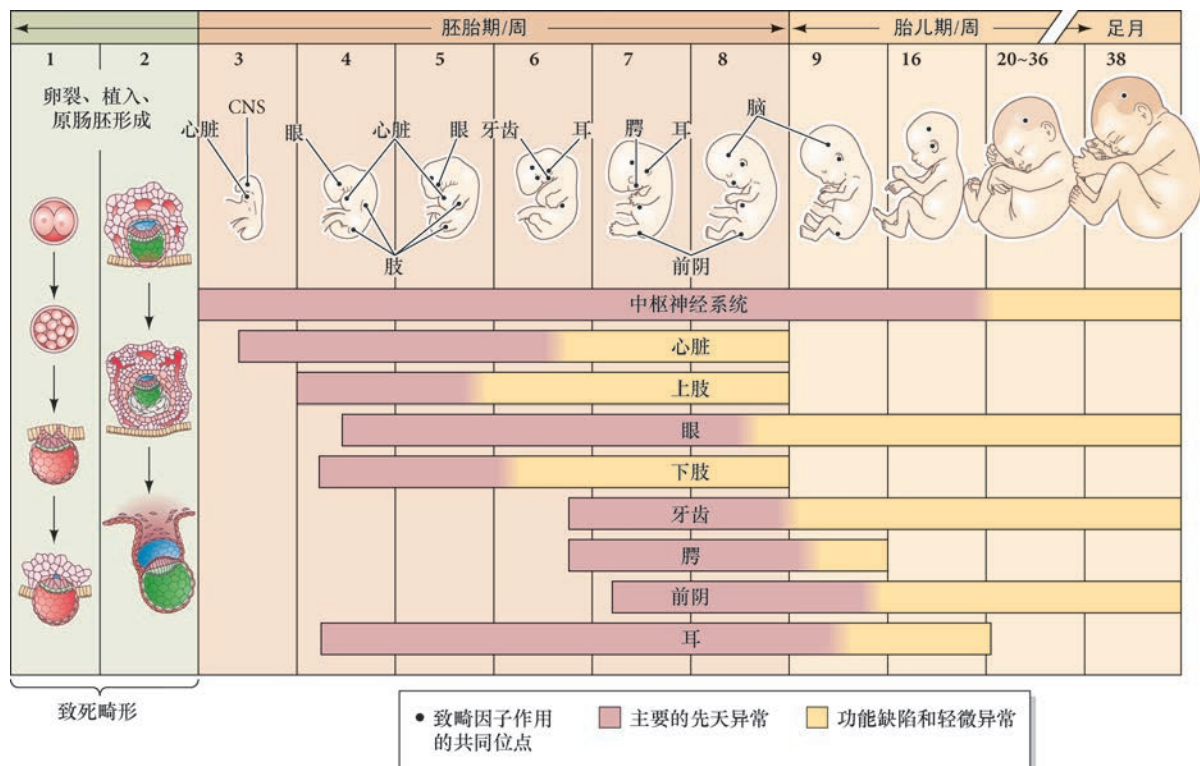 胚胎期/周
胎儿期/周
足月
1
2
3
4
5
6
7
8
9
16
20~36
38
卵裂、植入、
原肠胚形成
CNS
心脏
眼
心脏
眼
牙齿
耳
腭
耳
脑
肢
前阴
中枢神经系统
心脏
上肢
眼
下肢
牙齿
腭
前阴
耳
致死畸形
致畸因子作用
的共同位点
主要的先天异常
功能缺陷和轻微异常